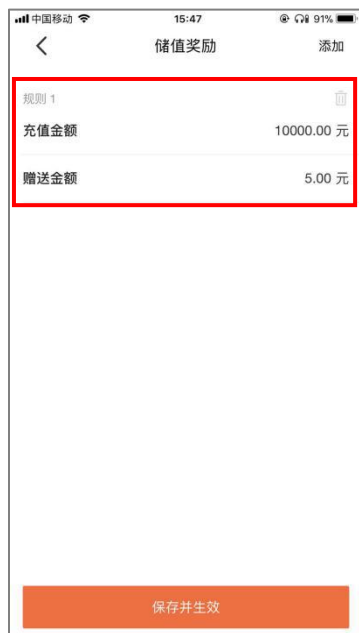 中国移动 15:47 91%
储值奖励 添加
规则 1
充值金额 10000.00 元
赠送金额 5.00 元
保存并生效